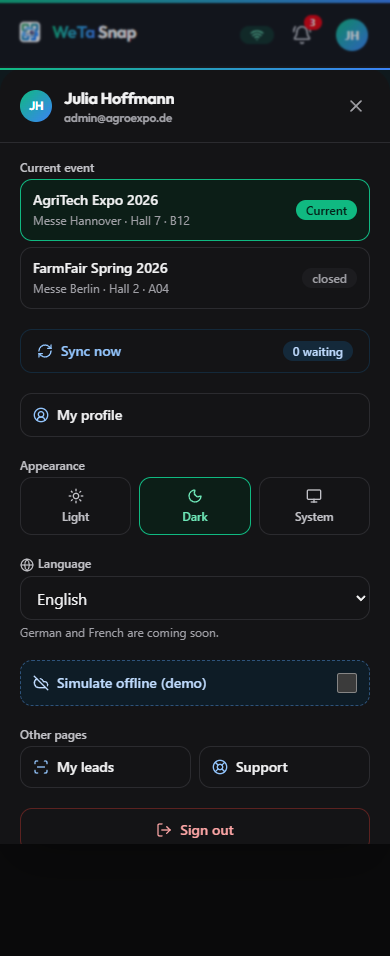 WeTa Snap
3
JH
JH
Julia Hoffmann
admin@agroexpo.de
Current event
AgriTech Expo 2026
Messe Hannover · Hall 7 · B12
Current
FarmFair Spring 2026
Messe Berlin · Hall 2 · A04
closed
Sync now
0 waiting
My profile
Appearance
Light
Dark
System
Language
English
German and French are coming soon.
Simulate offline (demo)
Other pages
My leads
Support
Sign out